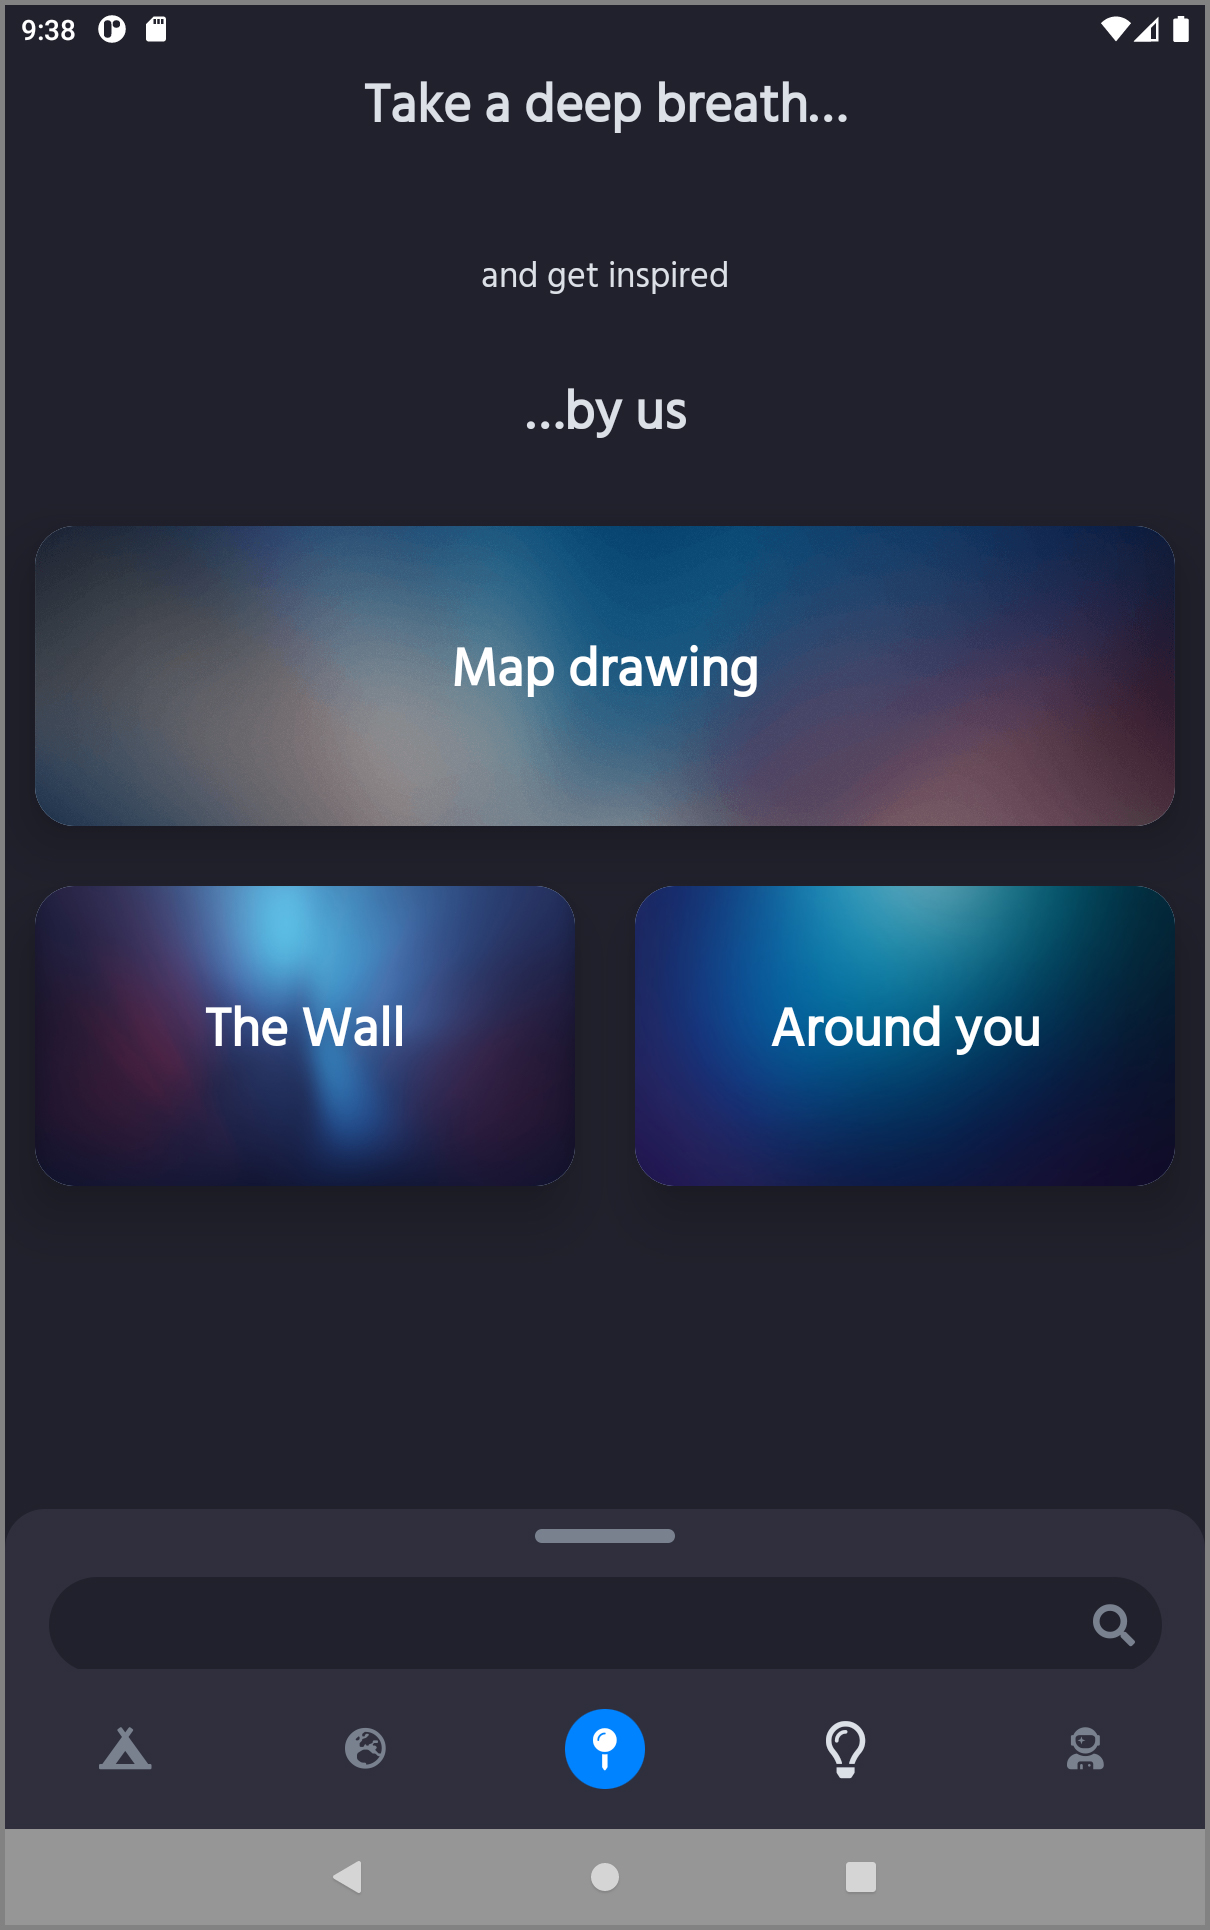 9:38
Take a deep breath...
and get inspired
...by us
Map drawing
The Wall
Around you